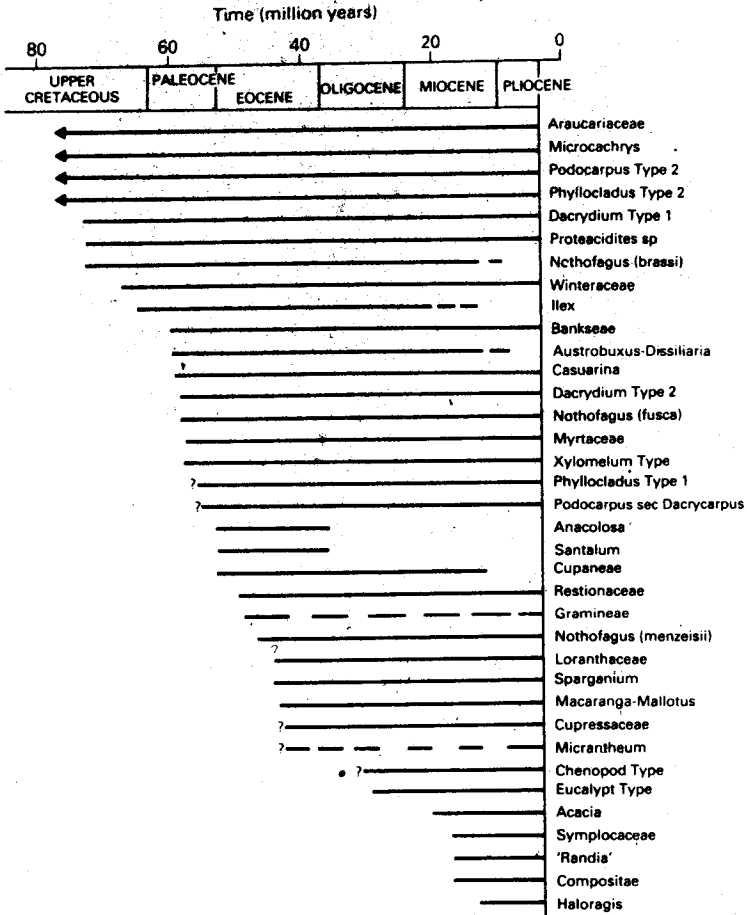 Time (million years)
80 60 40 20 0
UPPER CRETACEOUS PALEOCENE EOCENE OLIGOCENE MIOCENE PLIOCENE
Araucariaceae
Microcachrys
Podocarpus Type 2
Phyllocladus Type 2
Dacrydium Type 1
Proteacidites sp
Nothofagus (brassi)
Winteraceae
Ilex
Bankseae
Austrobuxus-Dissiliaria
Casuarina
Dacrydium Type 2
Nothofagus (fusca)
Myrtaceae
Xylomelum Type
? Phyllocladus Type 1
? Podocarpus sec Dacrycarpus
Anacolosa
Santalum
Cupaneae
Restionaceae
Gramineae
Nothofagus (menzeisii)
? Loranthaceae
Sparganium
Macaranga-Mallotus
? Cupressaceae
? Micrantheum
? Chenopod Type
Eucalypt Type
Acacia
Symplocaceae
'Randia'
Compositae
Haloragis